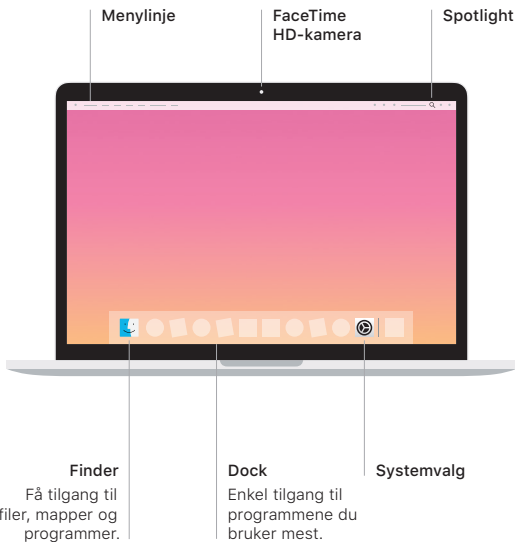 Menylinje
FaceTime
HD-kamera
Spotlight
Finder
Få tilgang til
filer, mapper og
programmer.
Dock
Enkel tilgang til
programmene du
bruker mest.
Systemvalg